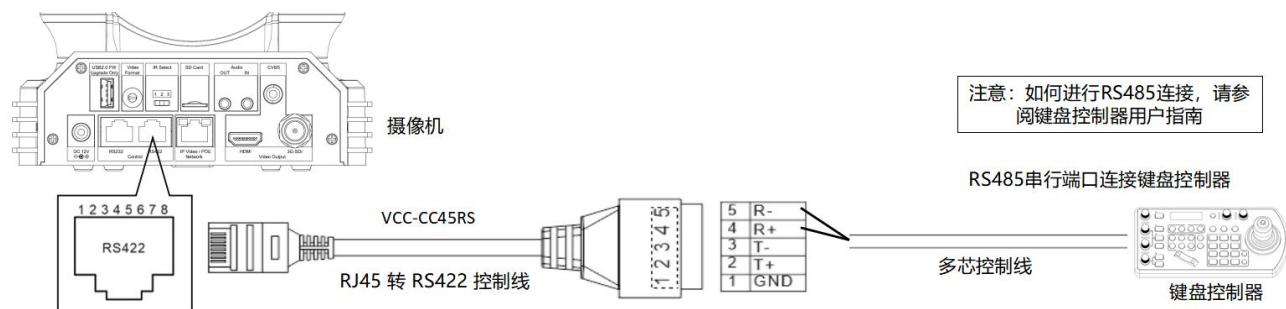 USB2.0 FW
Upgrade Only
Video
Format
IR Select
SD Card
Audio
OUT IN
CVBS
1 2 3
DC 12V
RS232
RS422
Control
IP Video / POE
Network
HDMI
3G-SDI
Video Output
摄像机
注意：如何进行RS485连接，请参
阅键盘控制器用户指南
RS485串行端口连接键盘控制器
1 2 3 4 5 6 7 8
RS422
VCC-CC45RS
RJ45 转 RS422 控制线
1 2 3 4 5
5 R-
4 R+
3 T-
2 T+
1 GND
多芯控制线
键盘控制器